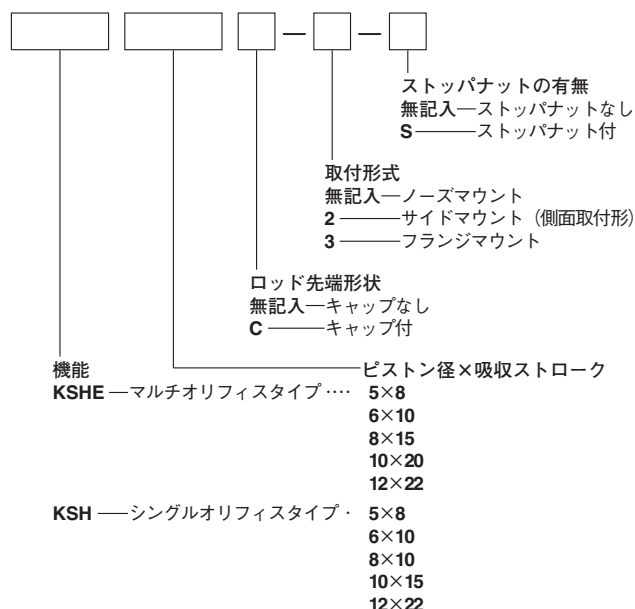 ストッパナットの有無
無記入―ストッパナットなし
S―――ストッパナット付
取付形式
無記入―ノーズマウント
2 ―――サイドマウント（側面取付形）
3 ―――フランジマウント
ロッド先端形状
無記入―キャップなし
C ―――キャップ付
機能
ピストン径×吸収ストローク
KSHE ―マルチオリフィスタイプ ‥‥ 5×8
6×10
8×15
10×20
12×22
KSH ――シングルオリフィスタイプ · 5×8
6×10
8×10
10×15
12×22